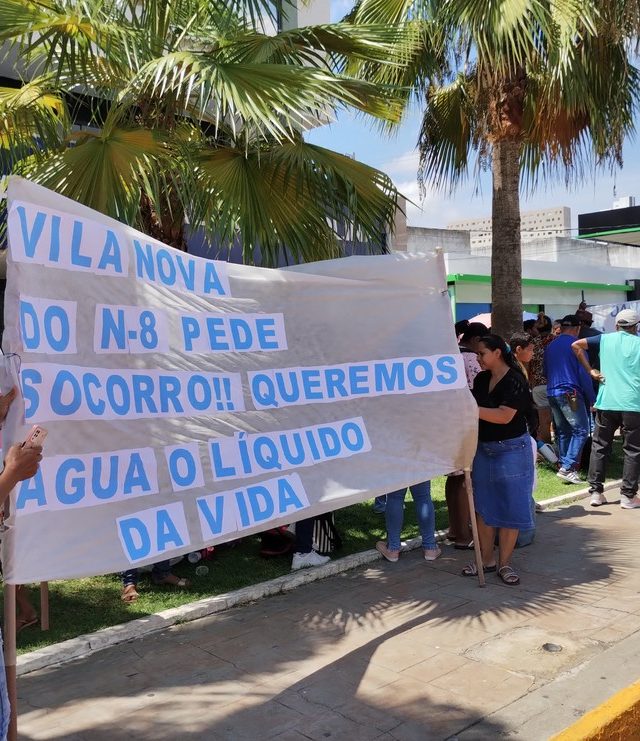 VILA NOVA
DO N-8 PEDE
SOCORRO!! QUEREMOS
AGUA O LÍQUIDO
DA VIDA